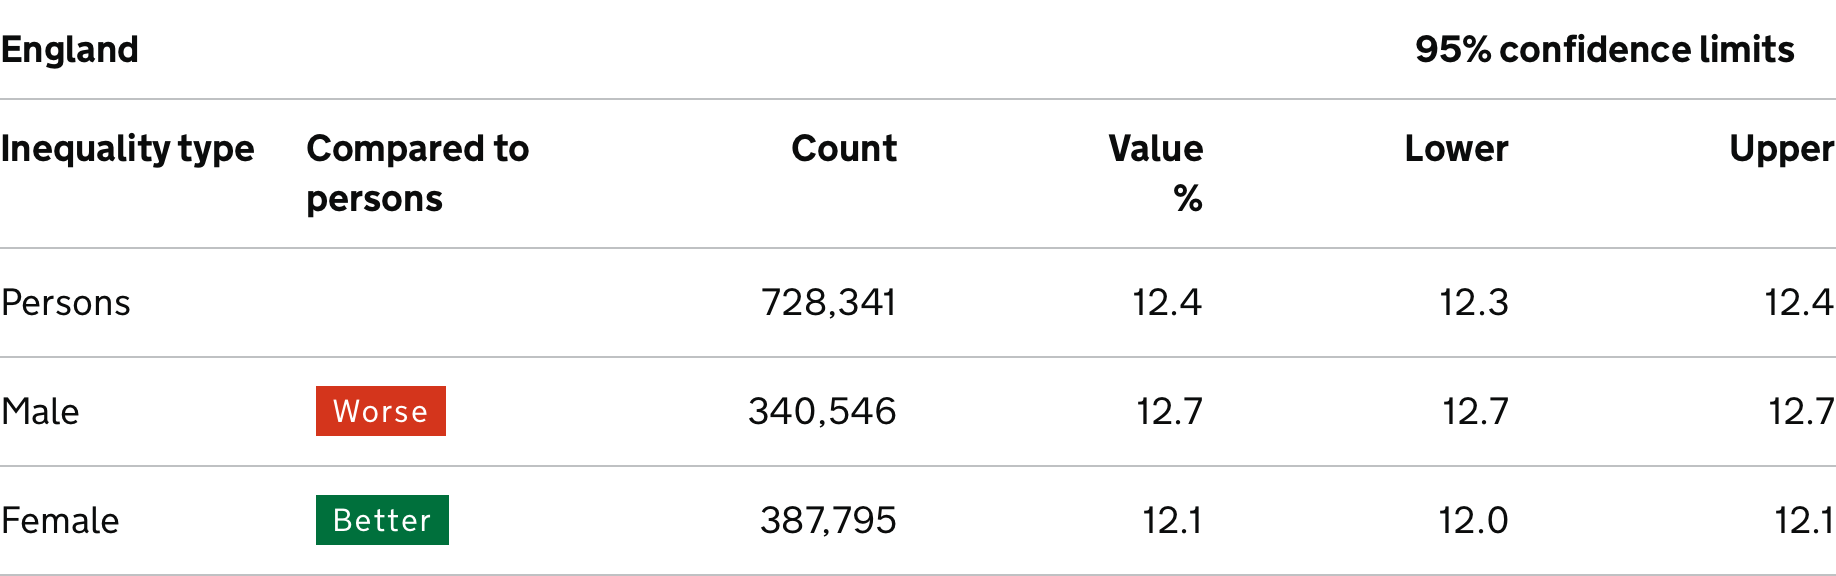 England 95% confidence limits
Inequality type Compared to persons Count Value % Lower Upper
Persons 728,341 12.4 12.3 12.4
Male Worse 340,546 12.7 12.7 12.7
Female Better 387,795 12.1 12.0 12.1